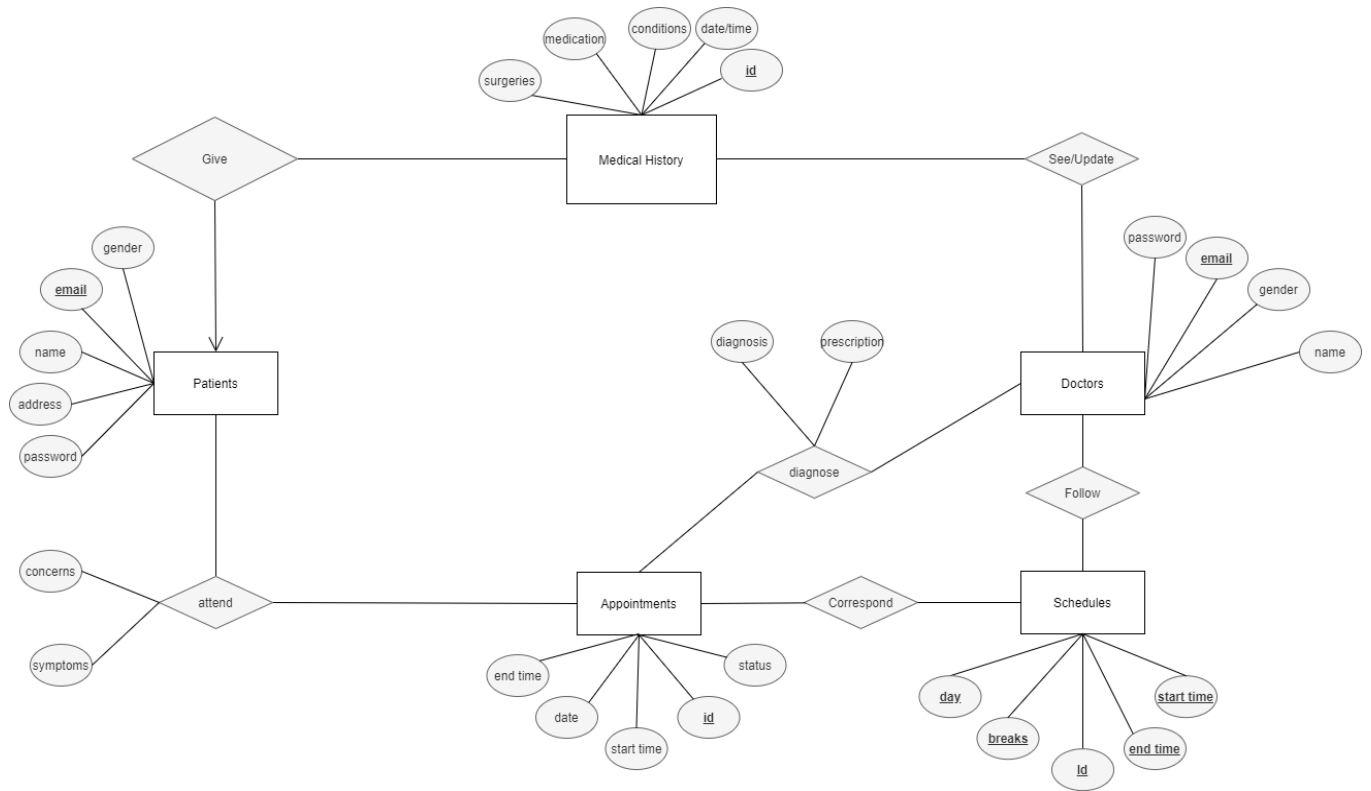 conditions
date/time
medication
id
surgeries
Give
Medical History
See/Update
gender
password
email
email
gender
name
diagnosis
prescription
name
Patients
Doctors
address
password
diagnose
Follow
concerns
attend
Appointments
Correspond
Schedules
symptoms
end time
status
date
id
start time
day
start time
breaks
end time
Id